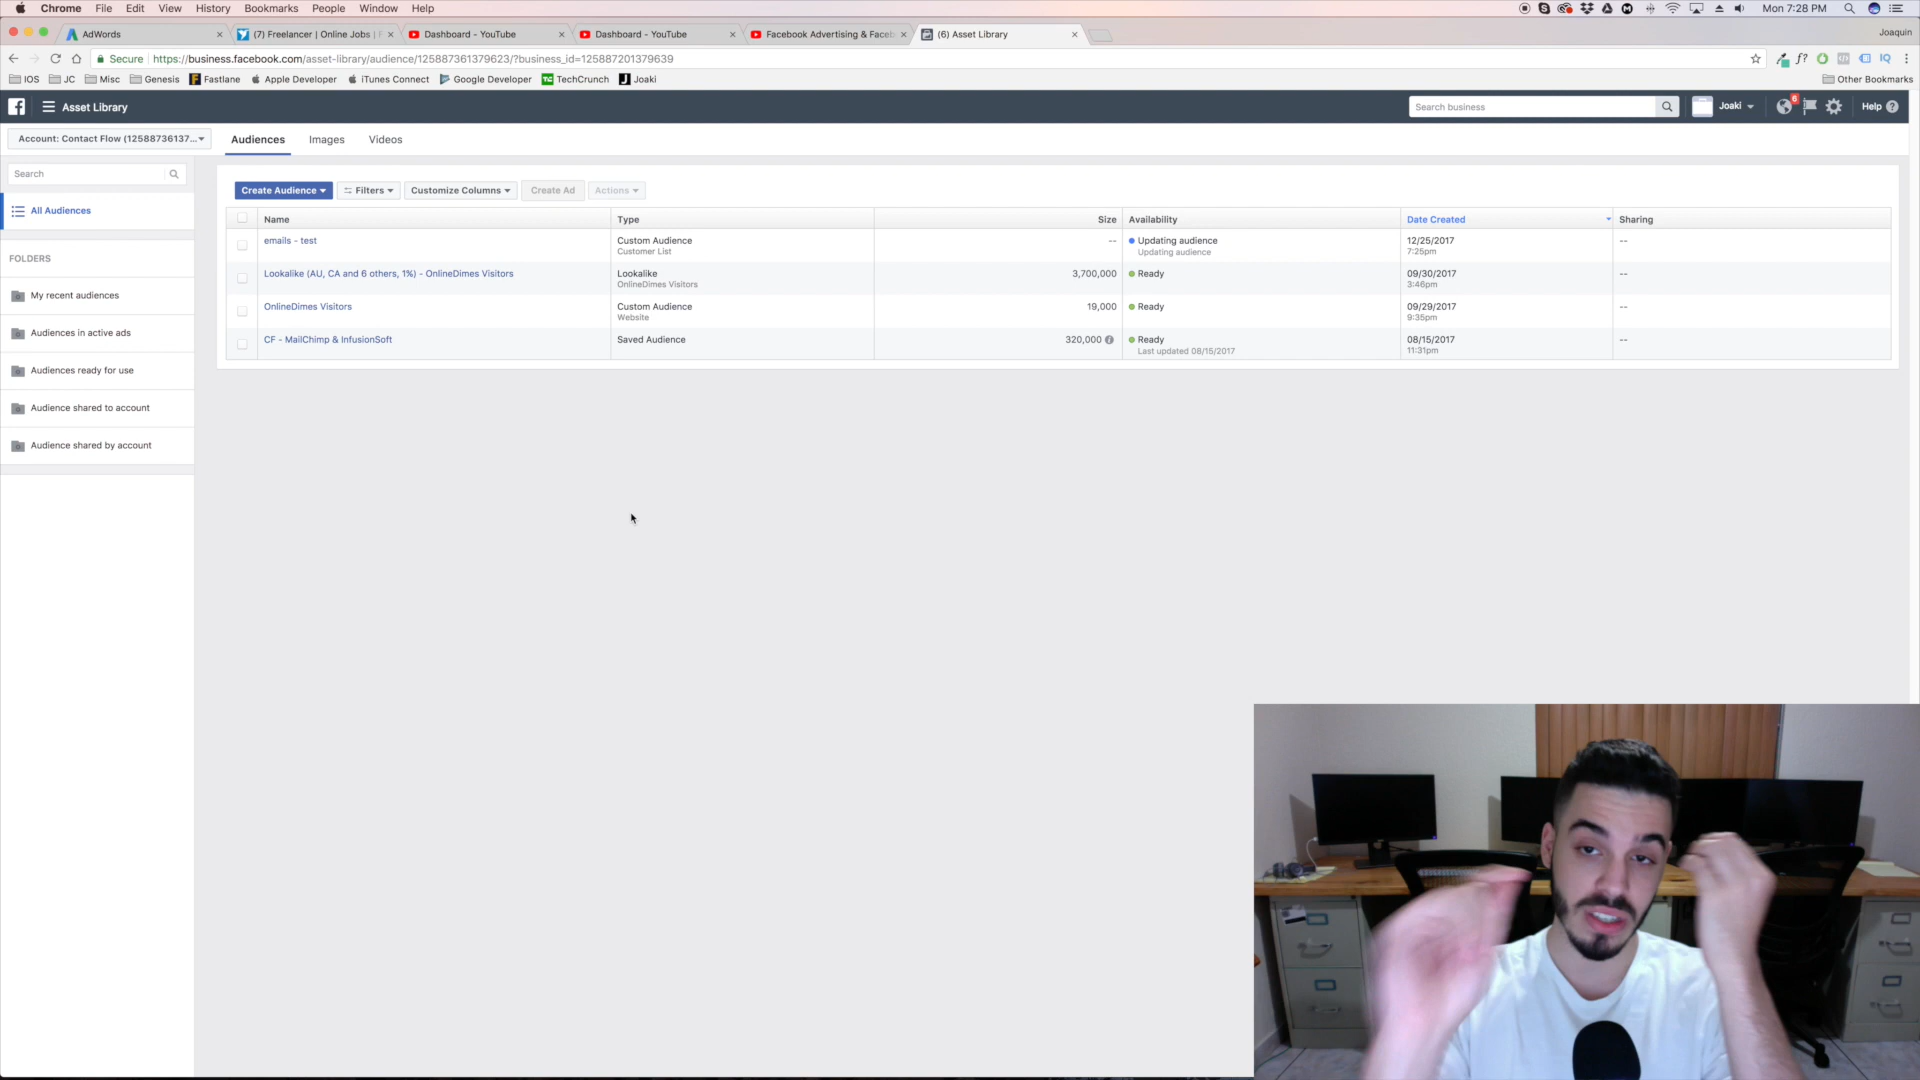 Chrome File Edit View History Bookmarks People Window Help
Mon 7:28 PM
AdWords
(7) Freelancer | Online Jobs |
Dashboard - YouTube
Dashboard - YouTube
Facebook Advertising & Faceb
(6) Asset Library
Joaquin
Secure https://business.facebook.com/asset-library/audience/125887361379623/?business_id=125887201379639
IOS JC Misc Genesis Fastlane Apple Developer iTunes Connect Google Developer TechCrunch Joaki
Other Bookmarks
Asset Library
Search business
Joaki
6
Help
Account: Contact Flow (12588736137...
Audiences Images Videos
Search
Create Audience Filters Customize Columns Create Ad Actions
All Audiences
FOLDERS
My recent audiences
Audiences in active ads
Audiences ready for use
Audience shared to account
Audience shared by account
Name Type Size Availability Date Created Sharing
emails - test Custom Audience -- Updating audience 12/25/2017 --
Customer List Updating audience 7:25pm
Lookalike (AU, CA and 6 others, 1%) - OnlineDimes Visitors Lookalike 3,700,000 Ready 09/30/2017 --
OnlineDimes Visitors 3:46pm
OnlineDimes Visitors Custom Audience 19,000 Ready 09/29/2017 --
Website 9:35pm
CF - MailChimp & InfusionSoft Saved Audience 320,000 Ready 08/15/2017 --
Last updated 08/15/2017 11:31pm